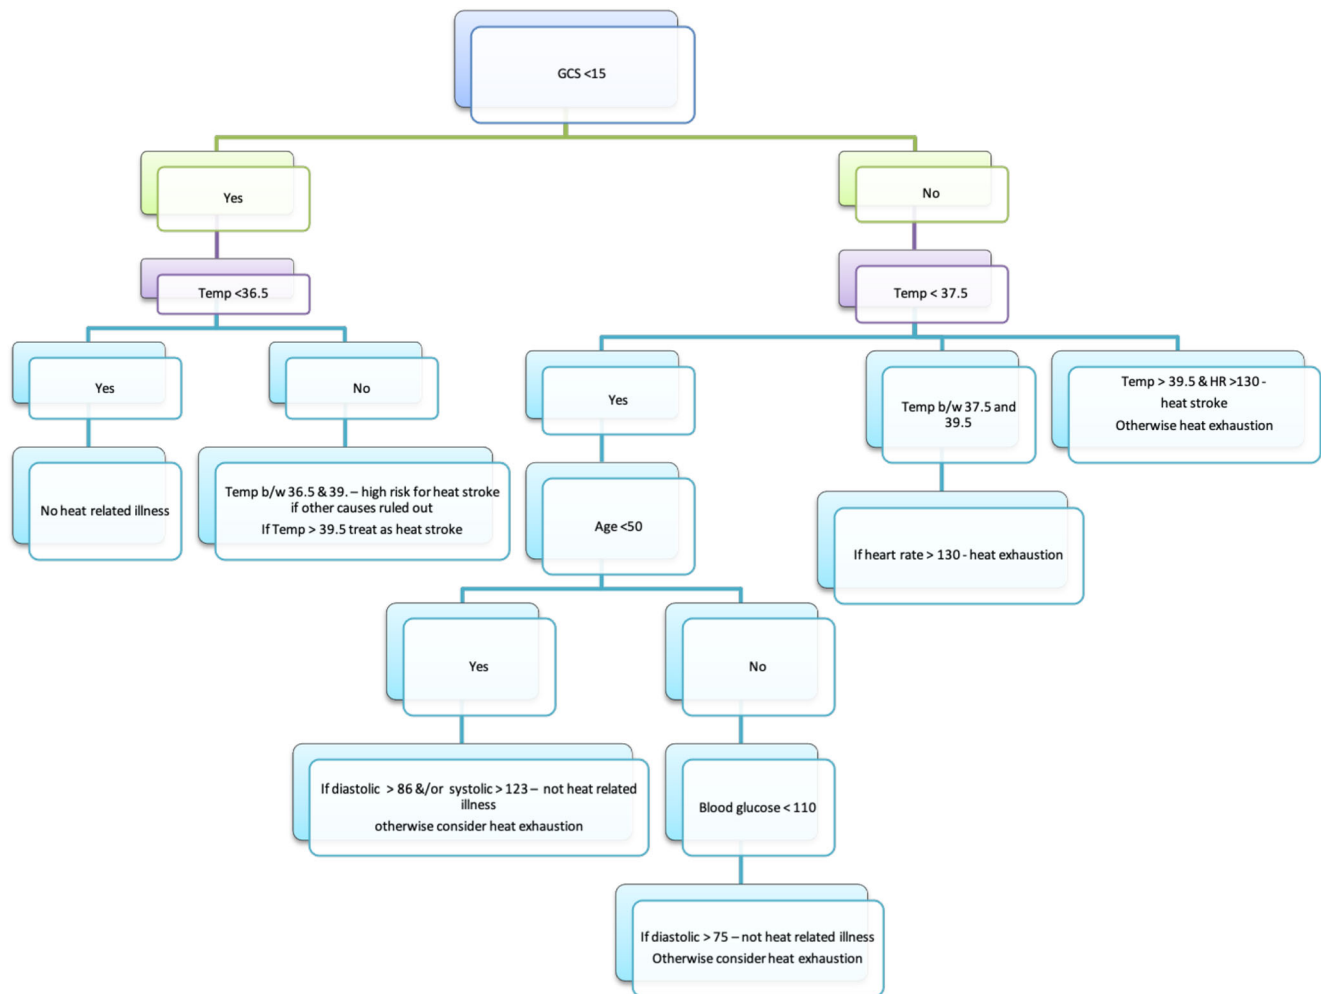 GCS <15
Yes
No
Temp <36.5
Temp < 37.5
Yes
No
Yes
Temp b/w 37.5 and
39.5
Temp > 39.5 & HR >130 -
heat stroke
Otherwise heat exhaustion
No heat related illness
Temp b/w 36.5 & 39. – high risk for heat stroke
if other causes ruled out
If Temp > 39.5 treat as heat stroke
Age <50
If heart rate > 130 - heat exhaustion
Yes
No
If diastolic > 86 &/or systolic > 123 – not heat related
illness
otherwise consider heat exhaustion
Blood glucose < 110
If diastolic > 75 – not heat related illness
Otherwise consider heat exhaustion